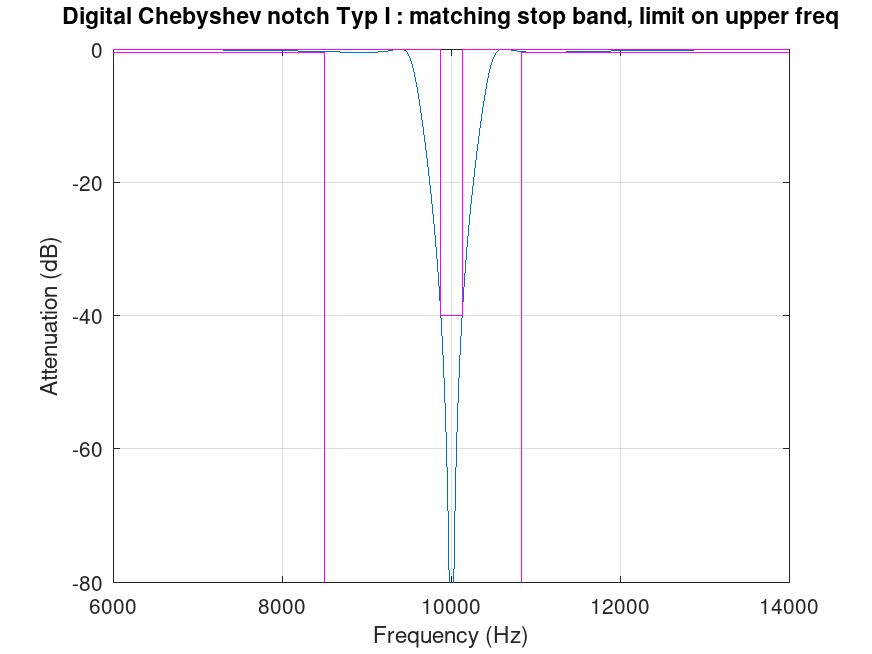 Digital Chebyshev notch Typ I : matching stop band, limit on upper freq
0
-20
-40
-60
-80
6000 8000 10000 12000 14000
Attenuation (dB)
Frequency (Hz)